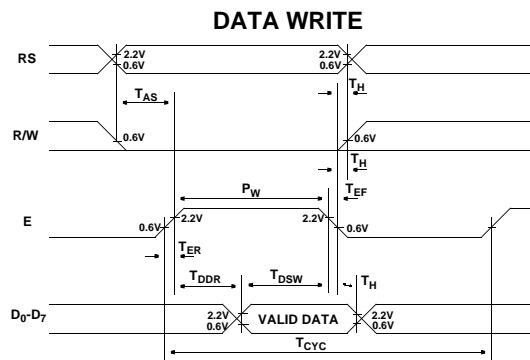 DATA WRITE
RS
2.2V
0.6V
2.2V
0.6V
TAS
TH
R/W
0.6V
0.6V
TH
PW
TEF
E
0.6V
2.2V
2.2V
0.6V
TER
TDDR
TDSW
TH
D0-D7
2.2V
0.6V
VALID DATA
2.2V
0.6V
TCYC